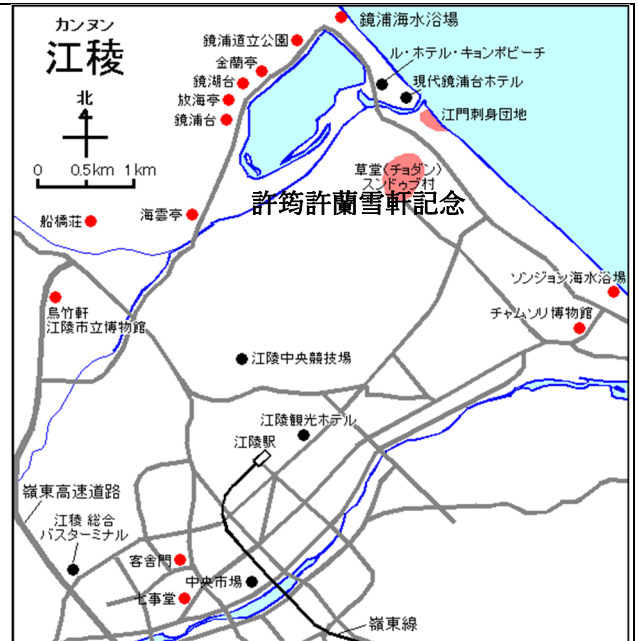 カンヌン
江稜
北
0 0.5km 1km
鏡浦海水浴場
鏡浦道立公園
金蘭亭
鏡湖台
放海亭
鏡浦台
ル・ホテル・キョンポビーチ
現代鏡浦台ホテル
江門刺身団地
草堂(チョダン)
スンドゥブ村
許筠許蘭雪軒記念
船橋荘
海雲亭
ソンジョン海水浴場
チャムソリ博物館
烏竹軒
江陵市立博物館
江陵中央競技場
江陵観光ホテル
江陵駅
嶺東高速道路
江稜 総合
バスターミナル
客舎門
七事堂
中央市場
嶺東線